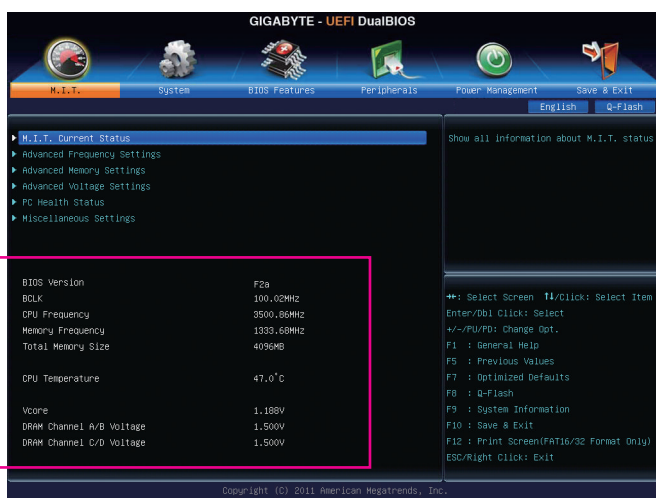 GIGABYTE - UEFI DualBIOS
M.I.T.
System
BIOS Features
Peripherals
Power Management
Save & Exit
English
Q-Flash
M.I.T. Current Status
Advanced Frequency Settings
Advanced Memory Settings
Advanced Voltage Settings
PC Health Status
Miscellaneous Settings
BIOS Version F2a
BCLK 100.02MHz
CPU Frequency 3500.86MHz
Memory Frequency 1333.68MHz
Total Memory Size 4096MB
CPU Temperature 47.0°C
Vcore 1.188V
DRAM Channel A/B Voltage 1.500V
DRAM Channel C/D Voltage 1.500V
Show all information about M.I.T. status
→←: Select Screen ↑↓/Click: Select Item
Enter/Dbl Click: Select
+/-/PU/PD: Change Opt.
F1 : General Help
F5 : Previous Values
F7 : Optimized Defaults
F8 : Q-Flash
F9 : System Information
F10 : Save & Exit
F12 : Print Screen(FAT16/32 Format Only)
ESC/Right Click: Exit
Copyright (C) 2011 American Megatrends, Inc.